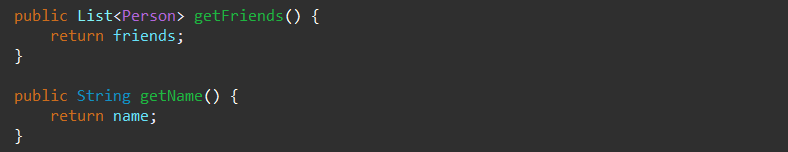 public List<Person> getFriends() {
    return friends;
}

public String getName() {
    return name;
}